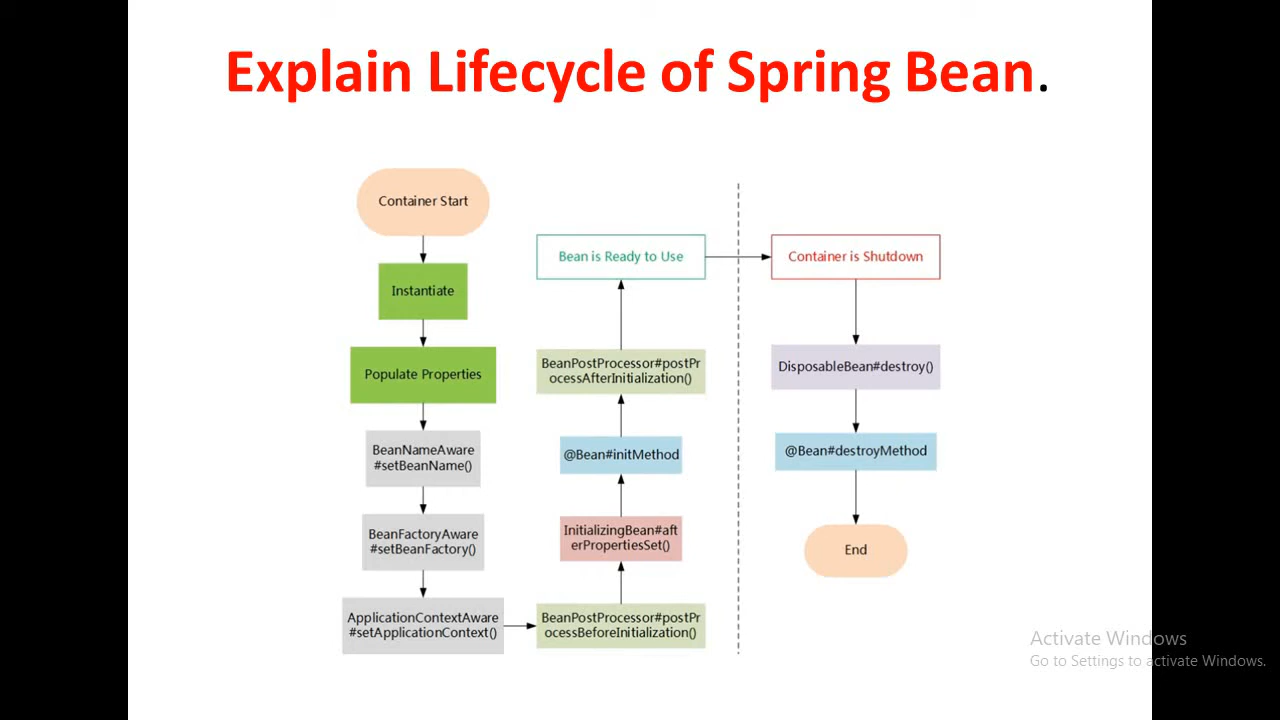 Explain Lifecycle of Spring Bean.
Container Start
Instantiate
Populate Properties
BeanNameAware
#setBeanName()
BeanFactoryAware
#setBeanFactory()
ApplicationContextAware
#setApplicationContext()
BeanPostProcessor#postPr
ocessBeforeInitialization()
InitializingBean#aft
erPropertiesSet()
@Bean#initMethod
BeanPostProcessor#postPr
ocessAfterInitialization()
Bean is Ready to Use
Container is Shutdown
DisposableBean#destroy()
@Bean#destroyMethod
End
Activate Windows
Go to Settings to activate Windows.